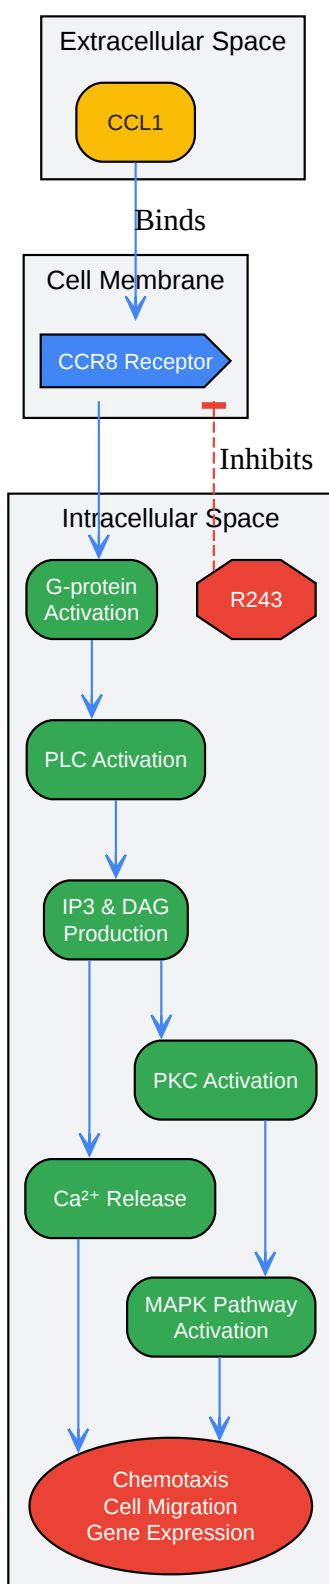 Extracellular Space
CCL1
Binds
Cell Membrane
CCR8 Receptor
Inhibits
Intracellular Space
G-protein
Activation
R243
PLC Activation
IP3 & DAG
Production
PKC Activation
Ca²⁺ Release
MAPK Pathway
Activation
Chemotaxis
Cell Migration
Gene Expression